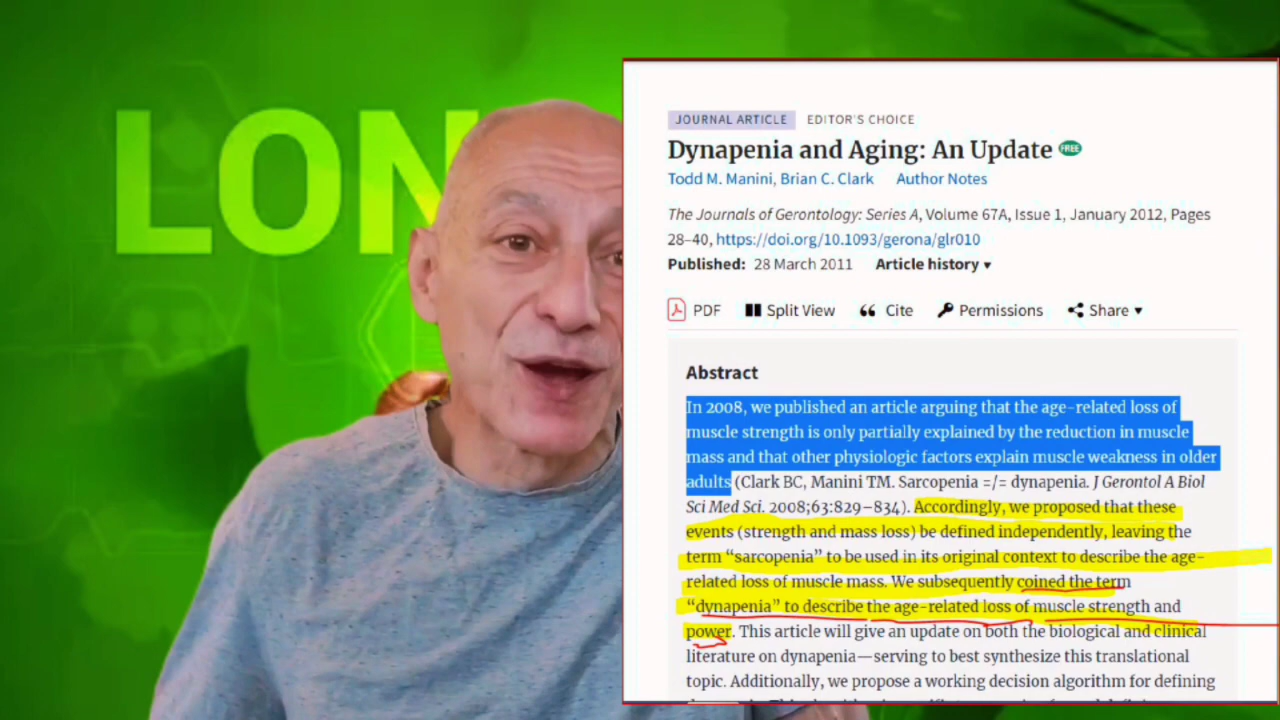 LON
JOURNAL ARTICLE EDITOR'S CHOICE
Dynapenia and Aging: An Update FREE
Todd M. Manini, Brian C. Clark Author Notes
The Journals of Gerontology: Series A, Volume 67A, Issue 1, January 2012, Pages
28–40, https://doi.org/10.1093/gerona/glr010
Published: 28 March 2011 Article history
PDF Split View Cite Permissions Share
Abstract
In 2008, we published an article arguing that the age-related loss of
muscle strength is only partially explained by the reduction in muscle
mass and that other physiologic factors explain muscle weakness in older
adults (Clark BC, Manini TM. Sarcopenia =/= dynapenia. J Gerontol A Biol
Sci Med Sci. 2008;63:829–834). Accordingly, we proposed that these
events (strength and mass loss) be defined independently, leaving the
term “sarcopenia” to be used in its original context to describe the age-
related loss of muscle mass. We subsequently coined the term
“dynapenia” to describe the age-related loss of muscle strength and
power. This article will give an update on both the biological and clinical
literature on dynapenia—serving to best synthesize this translational
topic. Additionally, we propose a working decision algorithm for defining